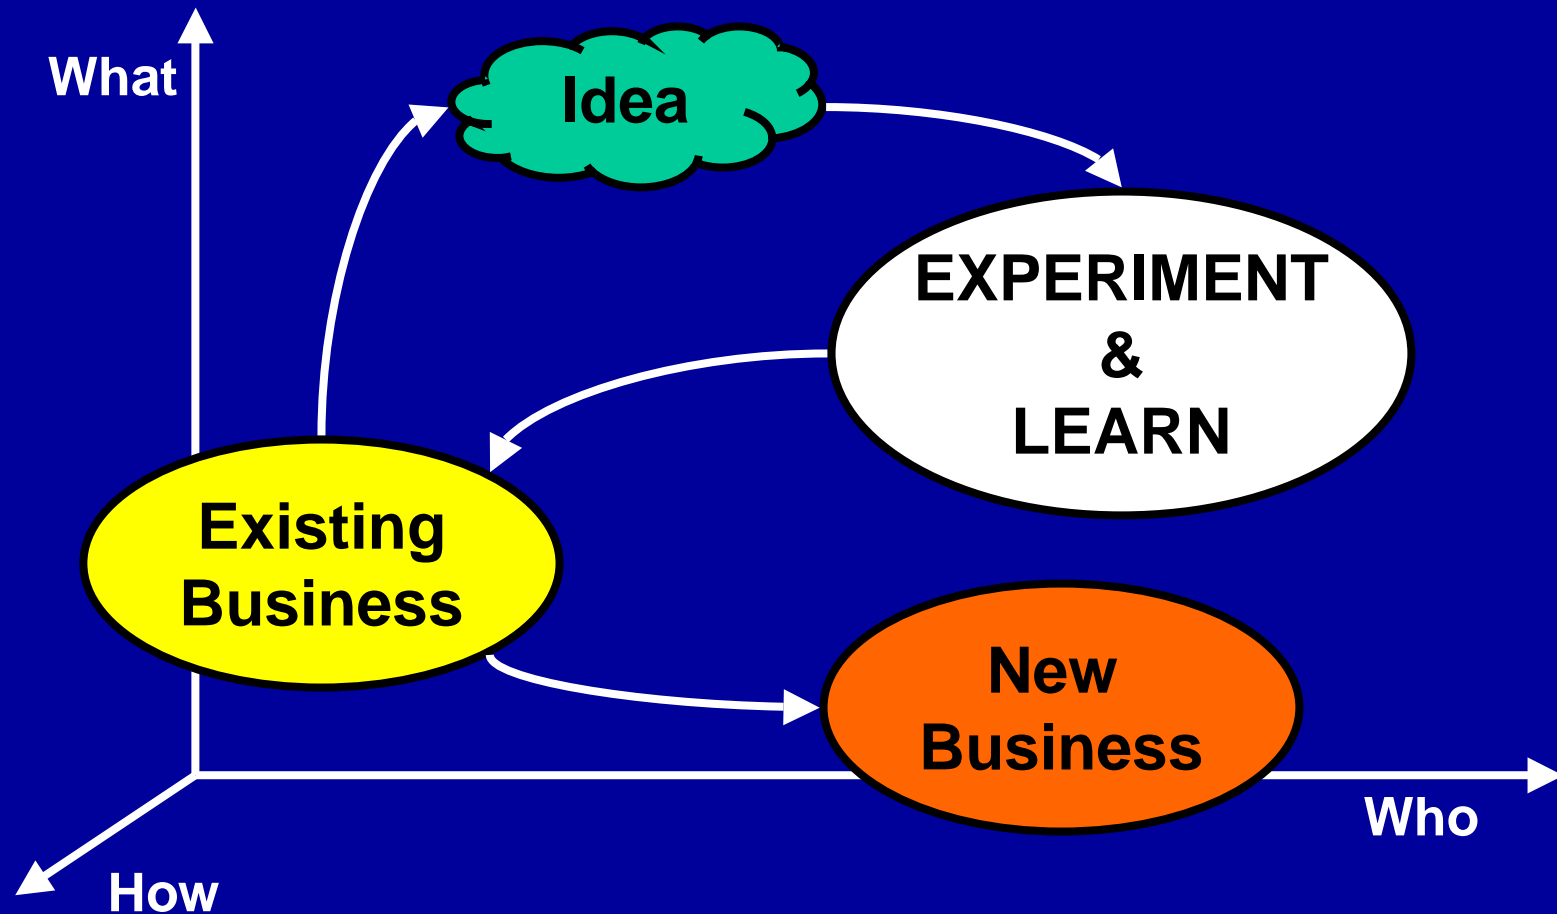 What
Idea
EXPERIMENT
&
LEARN
Existing
Business
New
Business
Who
How